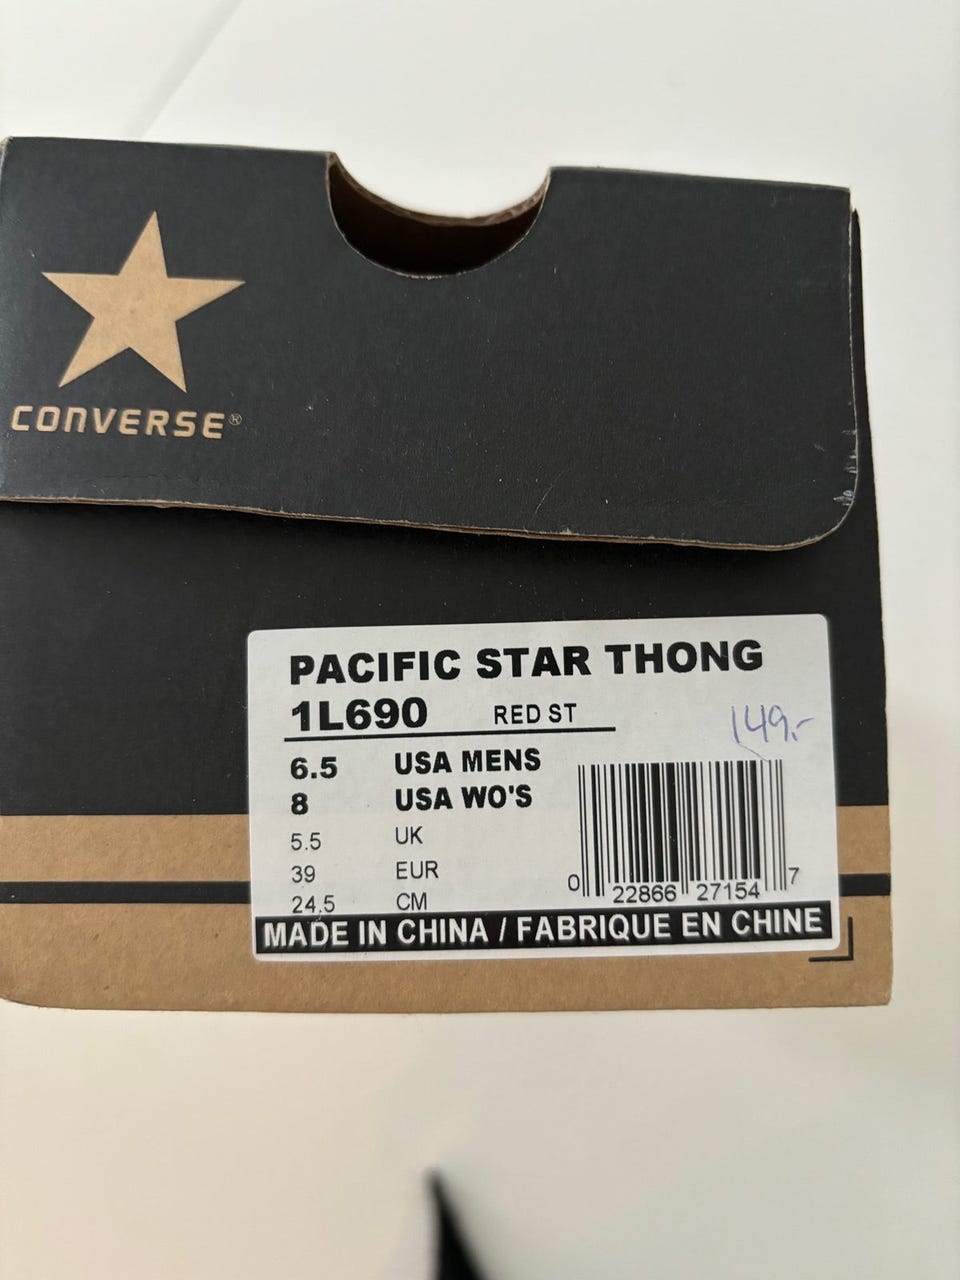 CONVERSE®
PACIFIC STAR THONG
1L690 RED ST
149.-
6.5 USA MENS
8 USA WO'S
5.5 UK
39 EUR
24.5 CM
0 22866 27154 7
MADE IN CHINA / FABRIQUE EN CHINE